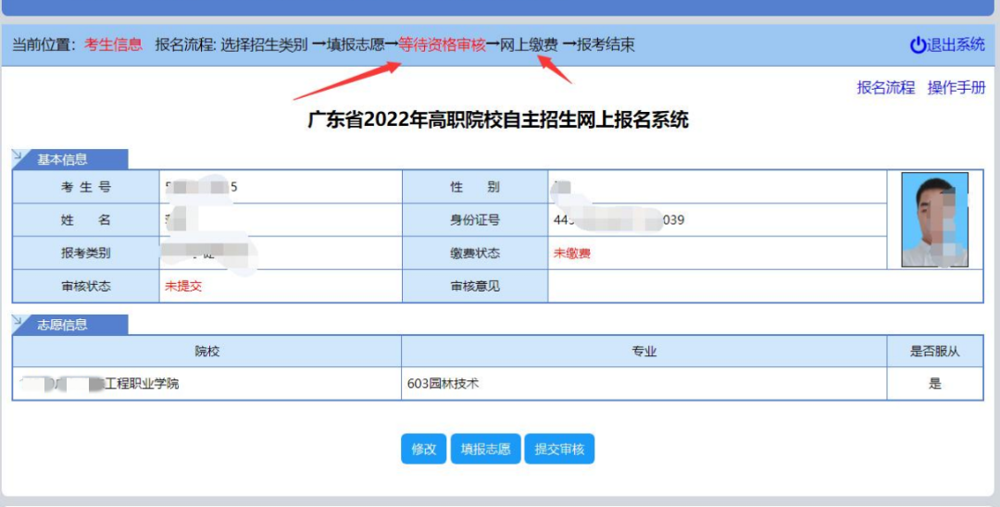 当前位置: 考生信息 报名流程: 选择招生类别 →填报志愿→等待资格审核→网上缴费 →报考结束 退出系统
报名流程 操作手册
广东省2022年高职院校自主招生网上报名系统
基本信息
考 生 号 5 性 别
姓 名 身份证号 44 039
报考类别 缴费状态 未缴费
审核状态 未提交 审核意见
志愿信息
院校 专业 是否服从
工程职业学院 603园林技术 是
修改 填报志愿 提交审核